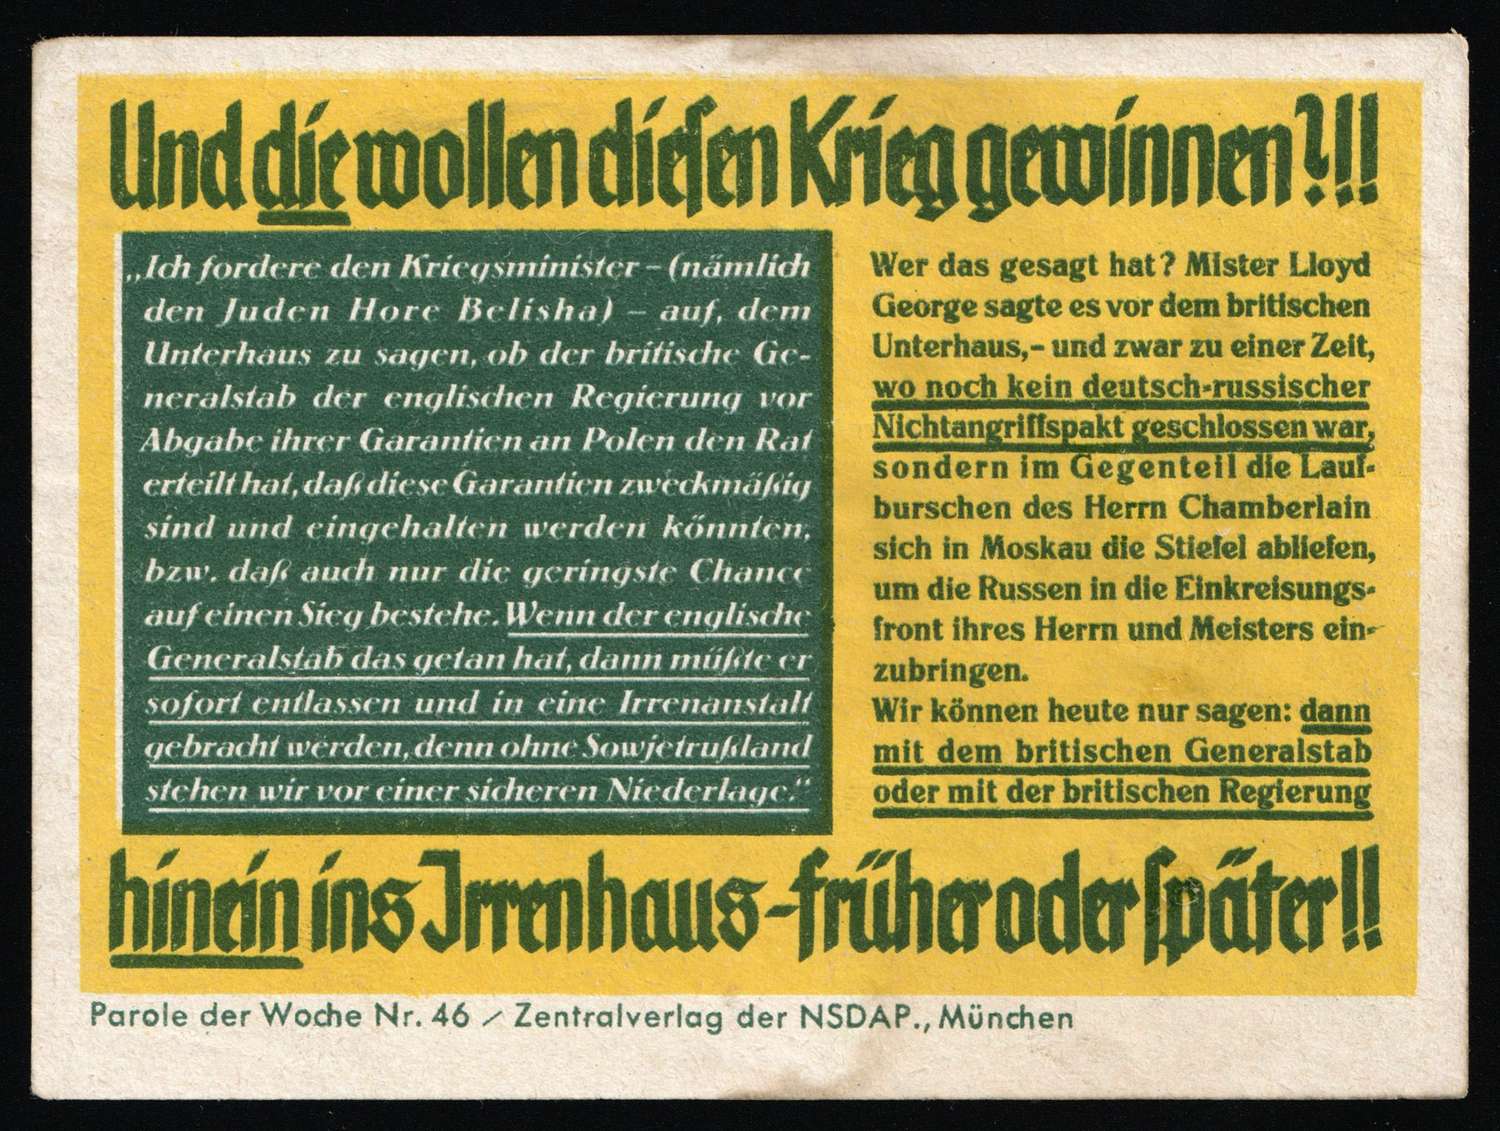 Und die wollen diesen Krieg gewinnen?!!
„Ich fordere den Kriegsminister – (nämlich
den Juden Hore Belisha) – auf, dem
Unterhaus zu sagen, ob der britische Ge-
neralstab der englischen Regierung vor
Abgabe ihrer Garantien an Polen den Rat
erteilt hat, daß diese Garantien zweckmäßig
sind und eingehalten werden könnten,
bzw. daß auch nur die geringste Chance
auf einen Sieg bestehe. Wenn der englische
Generalstab das getan hat, dann müßte er
sofort entlassen und in eine Irrenanstalt
gebracht werden, denn ohne Sowjetrußland
stehen wir vor einer sicheren Niederlage.“
Wer das gesagt hat? Mister Lloyd
George sagte es vor dem britischen
Unterhaus,- und zwar zu einer Zeit,
wo noch kein deutsch-russischer
Nichtangriffspakt geschlossen war,
sondern im Gegenteil die Lauf-
burschen des Herrn Chamberlain
sich in Moskau die Stiefel abliefen,
um die Russen in die Einkreisungs-
front ihres Herrn und Meisters ein-
zubringen.
Wir können heute nur sagen: dann
mit dem britischen Generalstab
oder mit der britischen Regierung
hinein ins Irrenhaus - früher oder später!!
Parole der Woche Nr. 46 / Zentralverlag der NSDAP., München